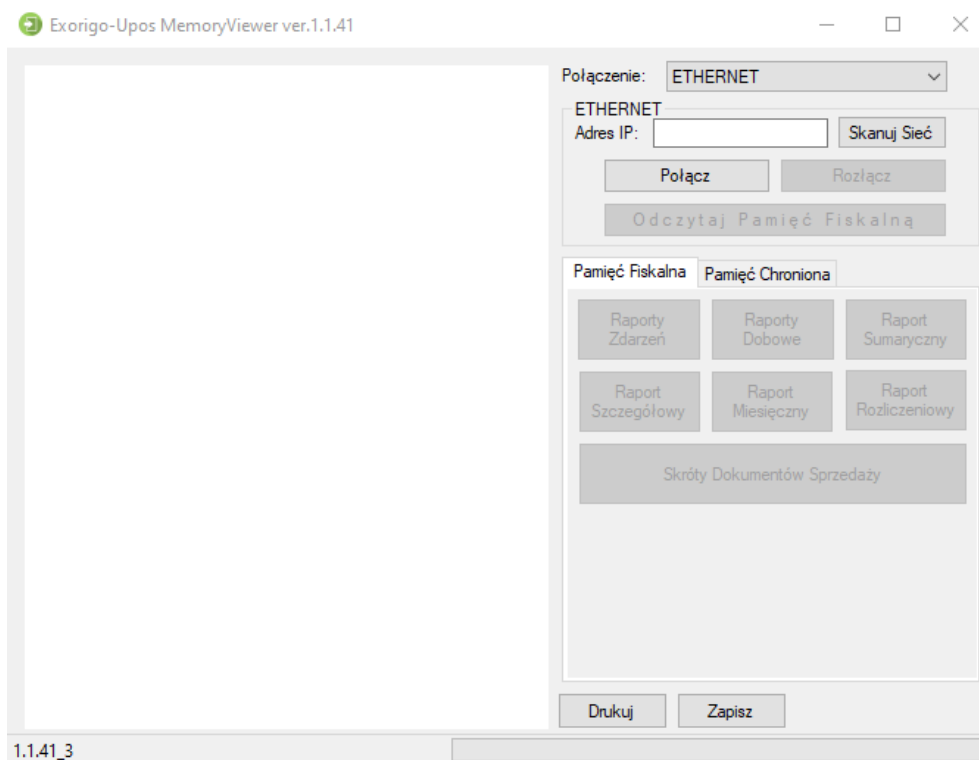 Exorigo-Upos MemoryViewer ver.1.1.41
Połączenie: ETHERNET
ETHERNET
Adres IP: Skanuj Sieć
Połącz Rozłącz
Odczytaj Pamięć Fiskalną
Pamięć Fiskalna Pamięć Chroniona
Raporty Zdarzeń
Raporty Dobowe
Raport Sumaryczny
Raport Szczegółowy
Raport Miesięczny
Raport Rozliczeniowy
Skróty Dokumentów Sprzedaży
Drukuj Zapisz
1.1.41_3